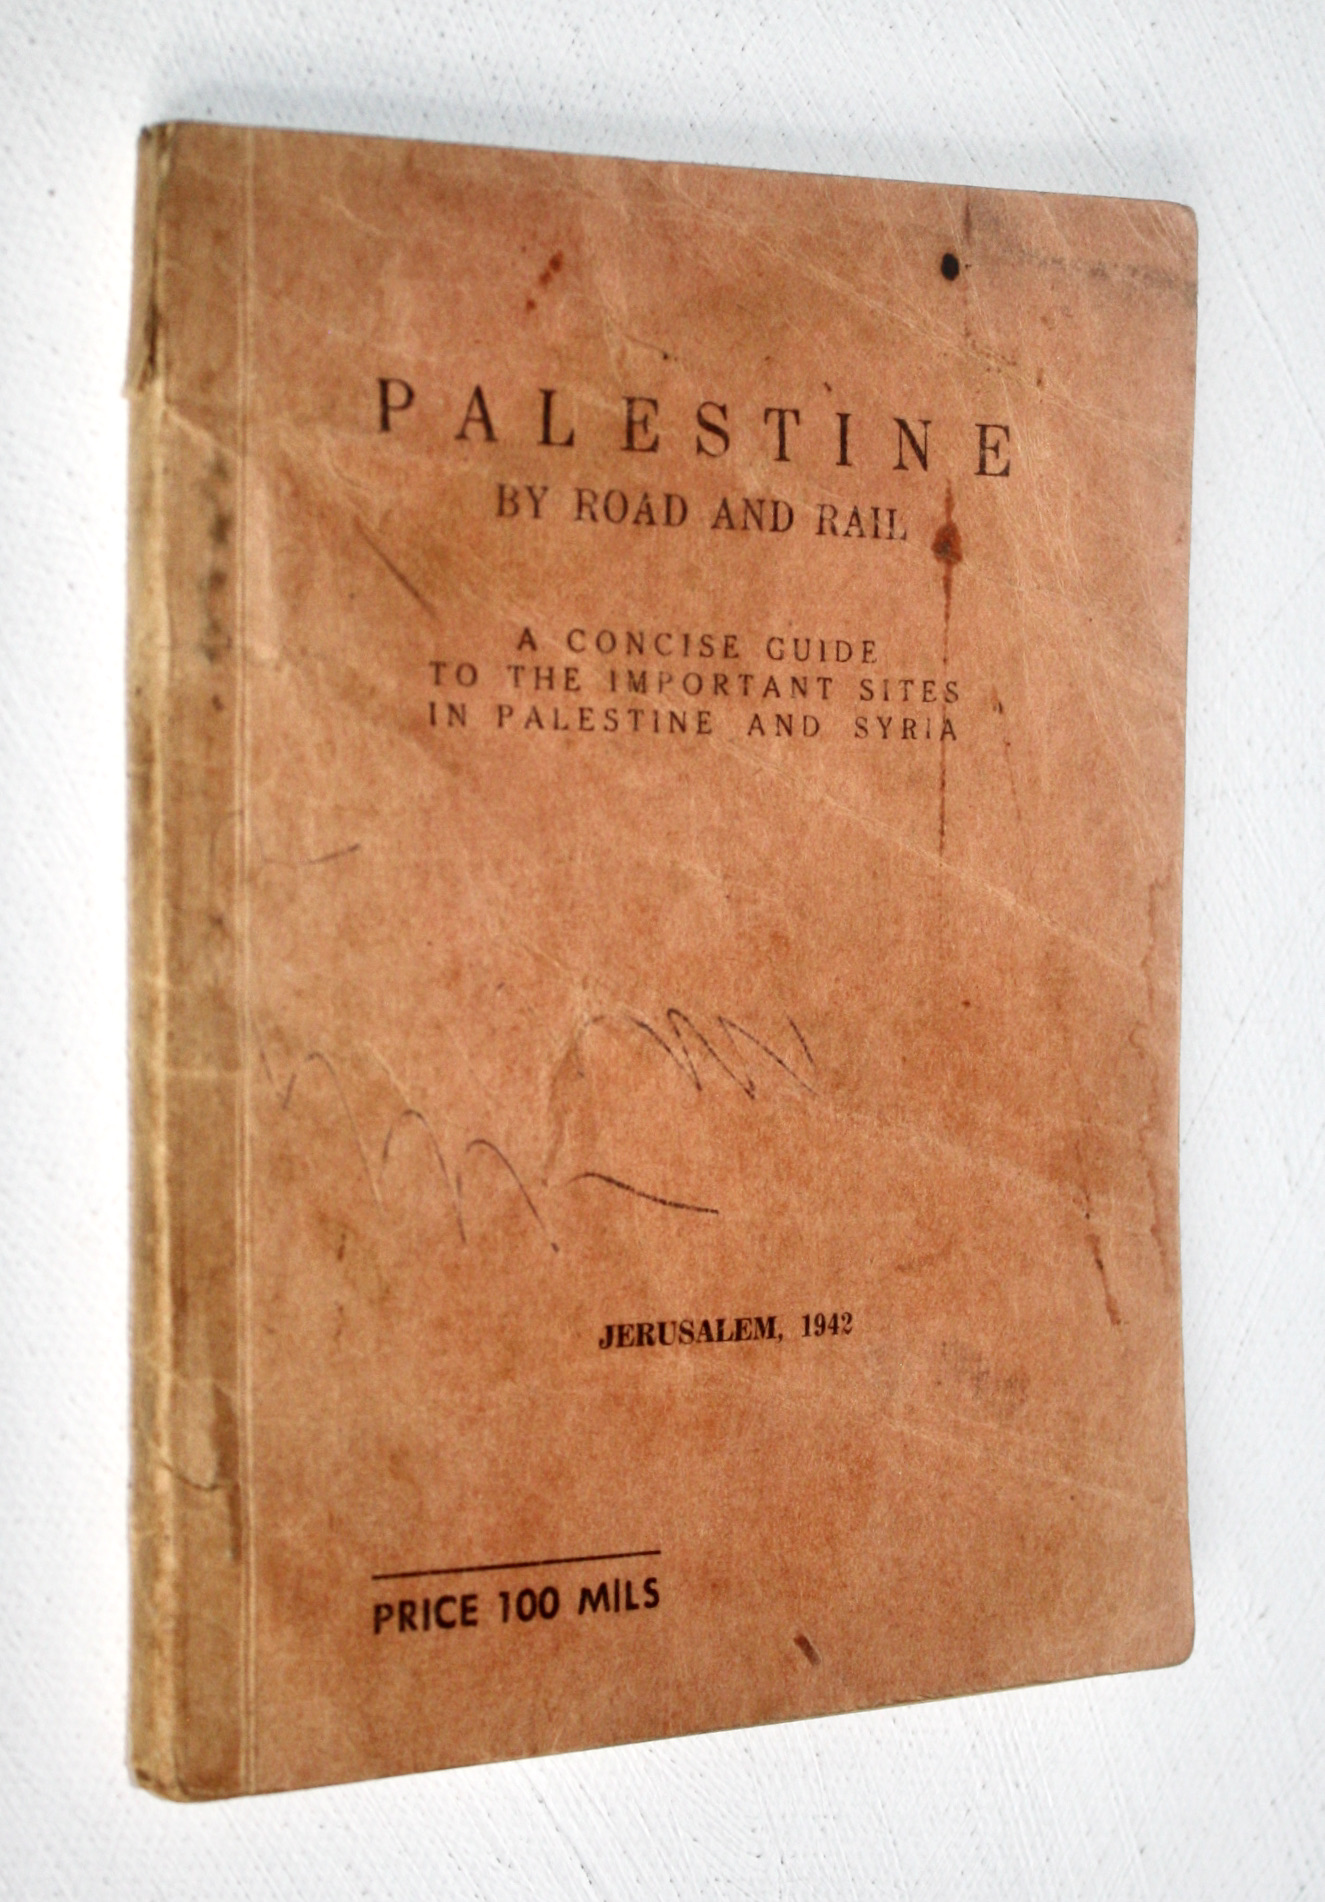 PALESTINE
BY ROAD AND RAIL
A CONCISE GUIDE
TO THE IMPORTANT SITES
IN PALESTINE AND SYRIA
JERUSALEM, 1942
PRICE 100 MILS